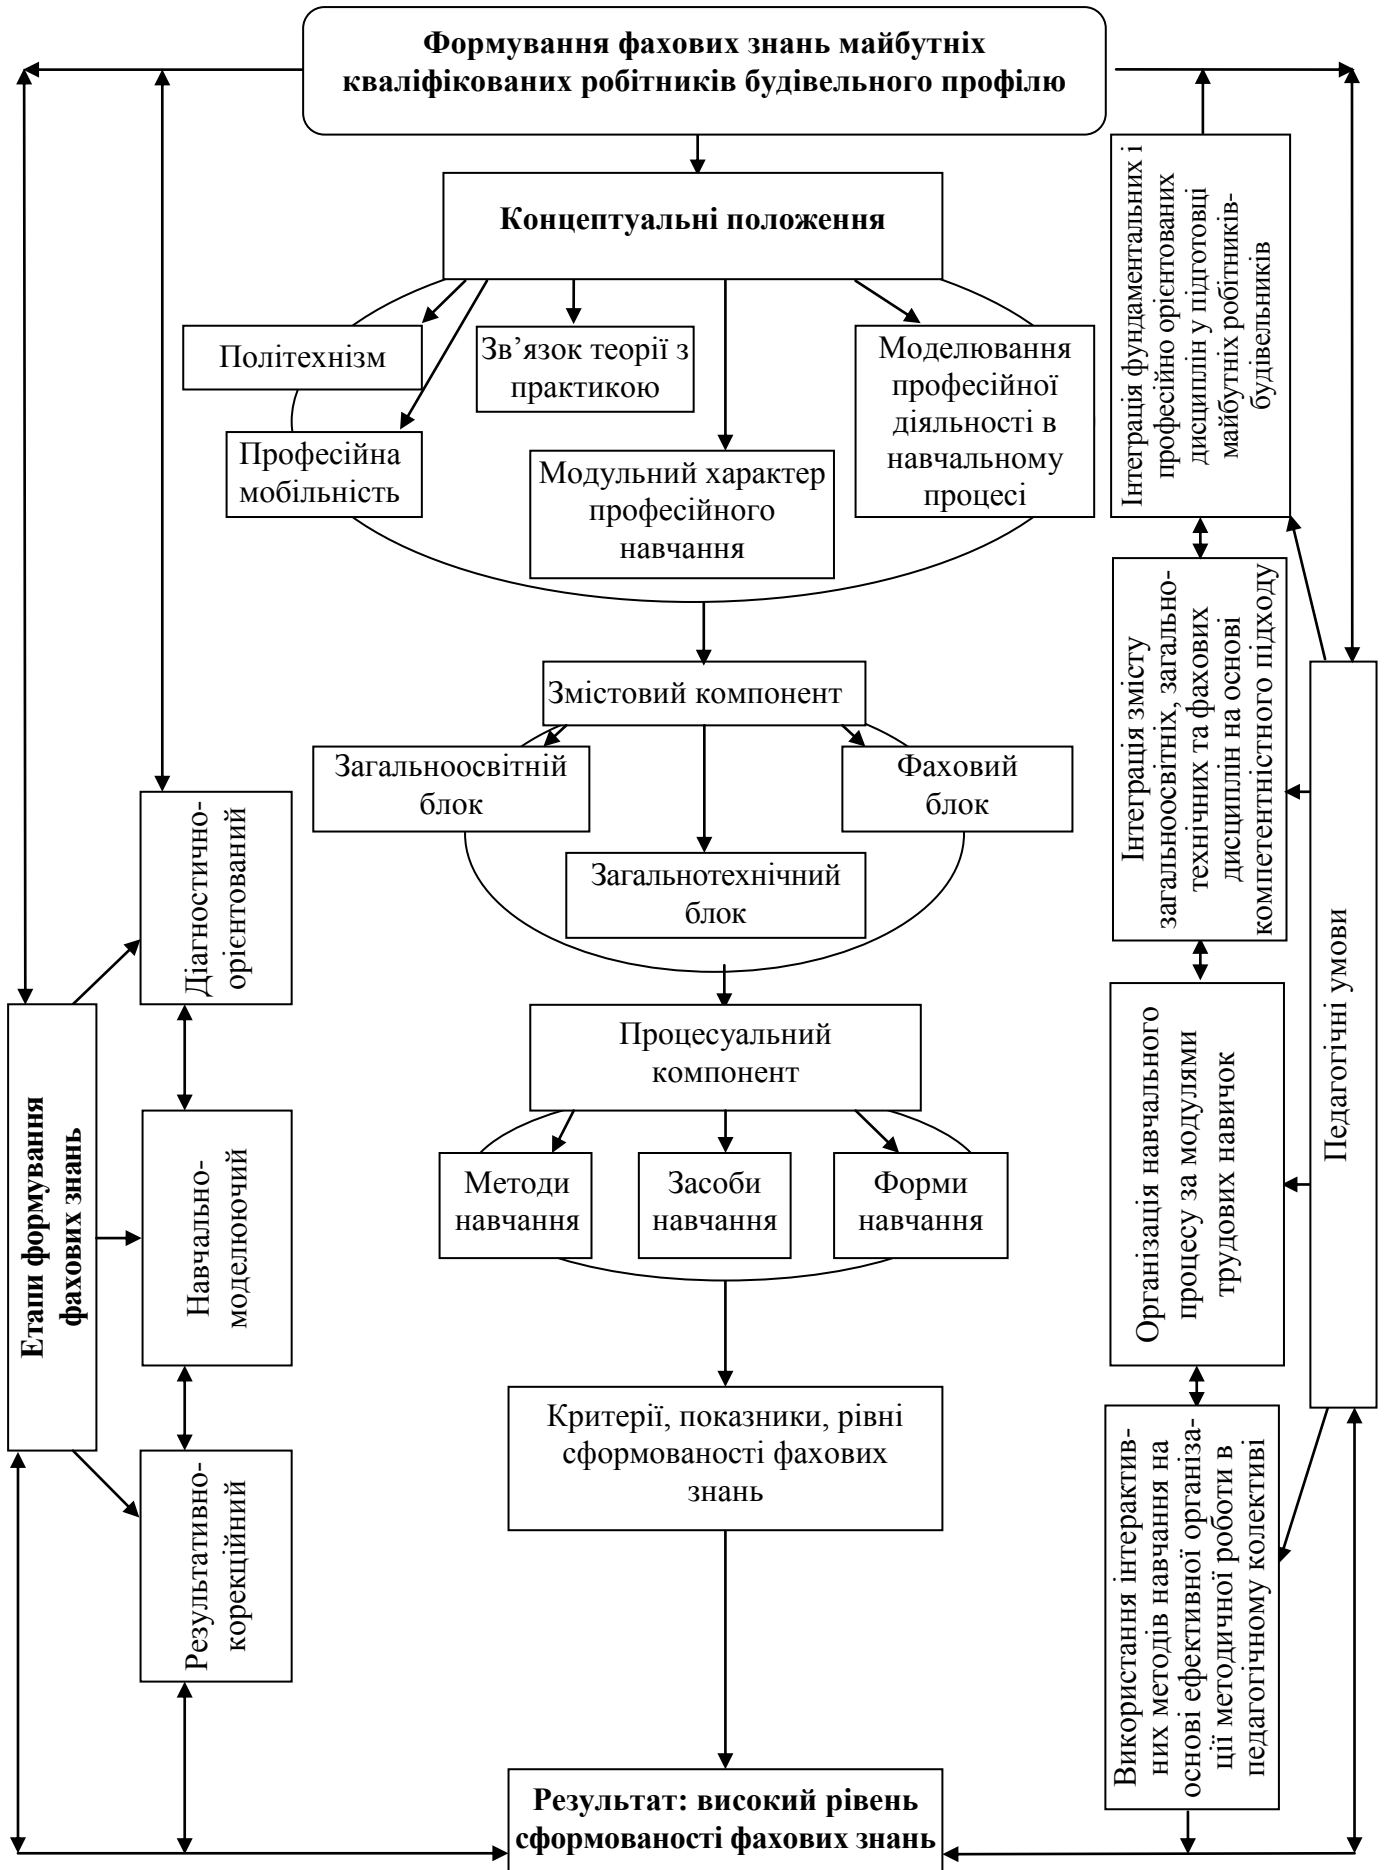 Формування фахових знань майбутніх
кваліфікованих робітників будівельного профілю
Концептуальні положення
Політехнізм
Зв’язок теорії з
практикою
Моделювання
професійної
діяльності в
навчальному
процесі
Професійна
мобільність
Модульний характер
професійного
навчання
Змістовий компонент
Загальноосвітній
блок
Фаховий
блок
Загальнотехнічний
блок
Процесуальний
компонент
Методи
навчання
Засоби
навчання
Форми
навчання
Критерії, показники, рівні
сформованості фахових
знань
Результат: високий рівень
сформованості фахових знань
Етапи формування
фахових знань
Діагностично-
орієнтований
Навчально-
моделюючий
Результативно-
корекційний
Інтеграція фундаментальних і
професійно орієнтованих
дисциплін у підготовці
майбутніх робітників-
будівельників
Інтеграція змісту
загальноосвітніх, загально-
технічних та фахових
дисциплін на основі
компетентністного підходу
Організація навчального
процесу за модулями
трудових навичок
Використання інтерактив-
них методів навчання на
основі ефективної організа-
ції методичної роботи в
педагогічному колективі
Педагогічні умови